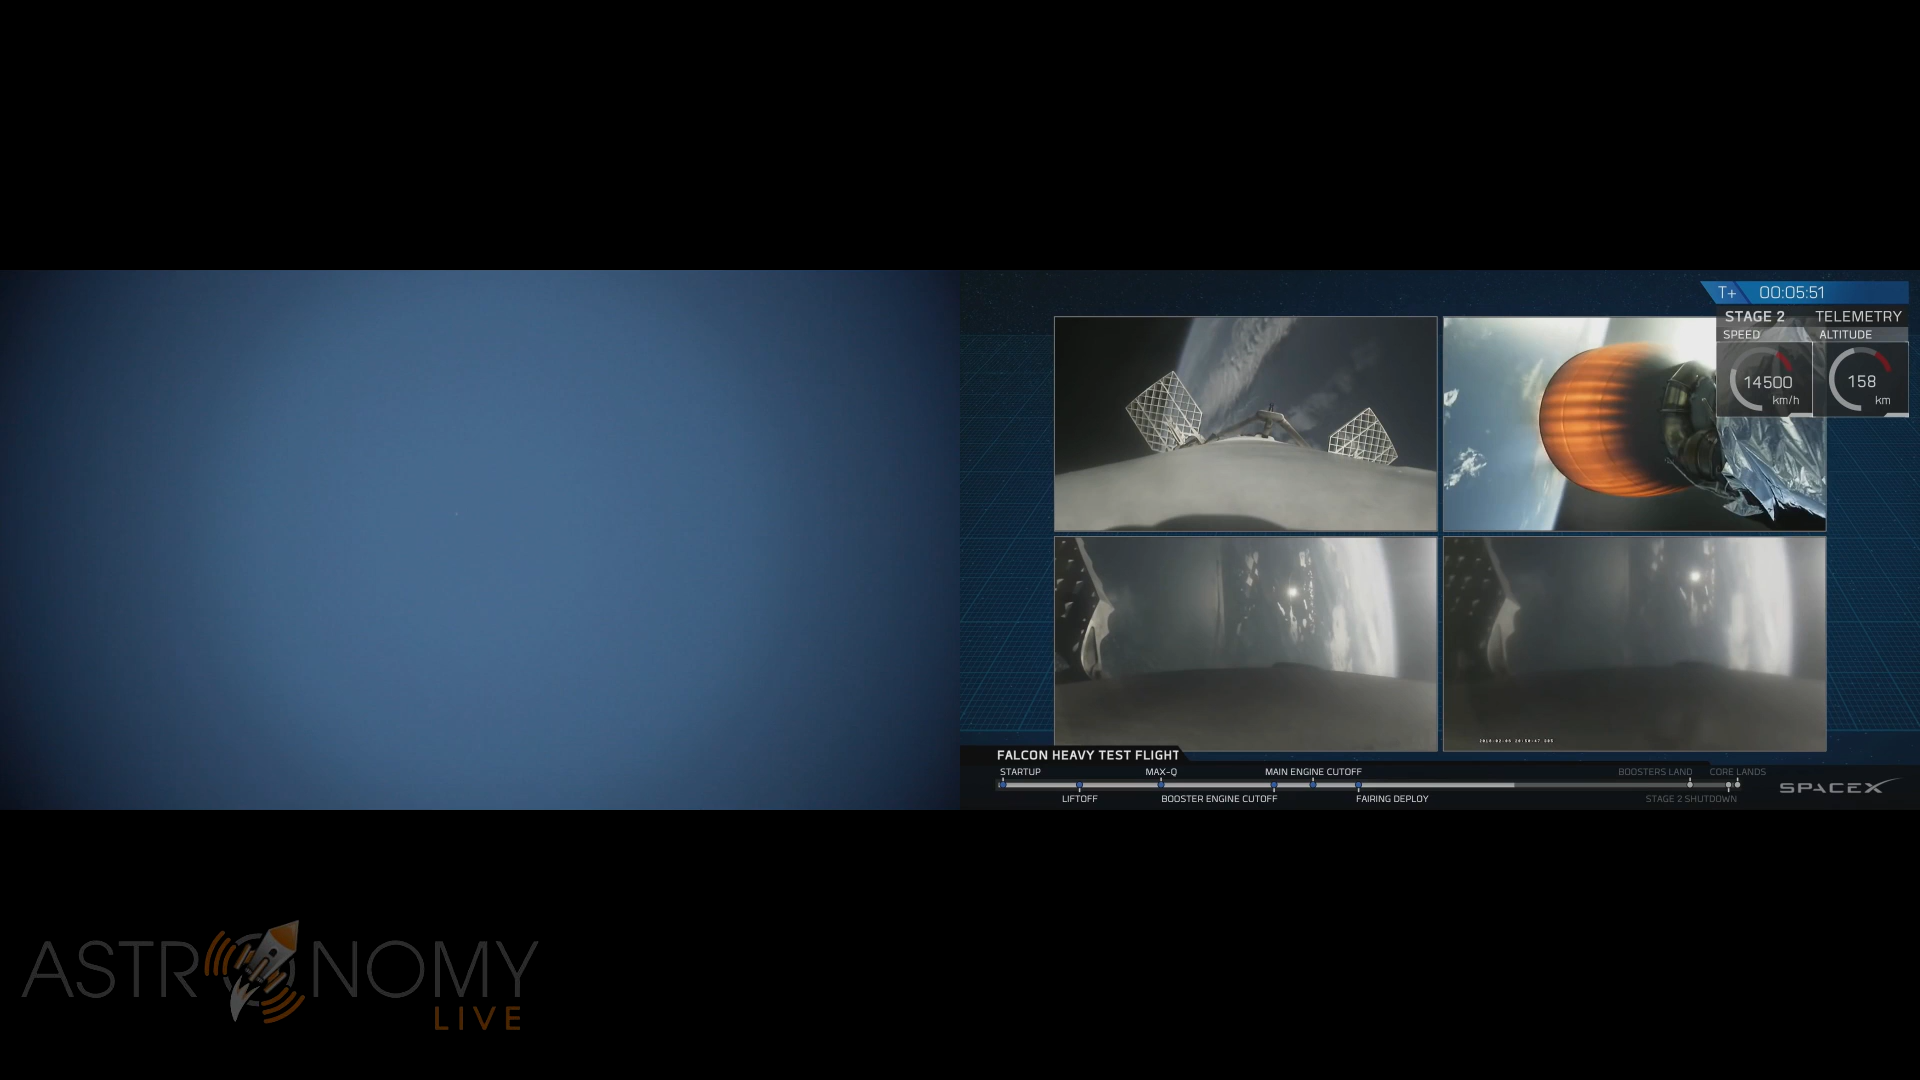 T+ 00:05:51
STAGE 2 TELEMETRY
SPEED ALTITUDE
14500 158
km/h km
FALCON HEAVY TEST FLIGHT
STARTUP MAX-Q MAIN ENGINE CUTOFF BOOSTERS LAND CORE LANDS
SPACEX
LIFTOFF BOOSTER ENGINE CUTOFF FAIRING DEPLOY STAGE 2 SHUTDOWN
ASTRONOMY
LIVE